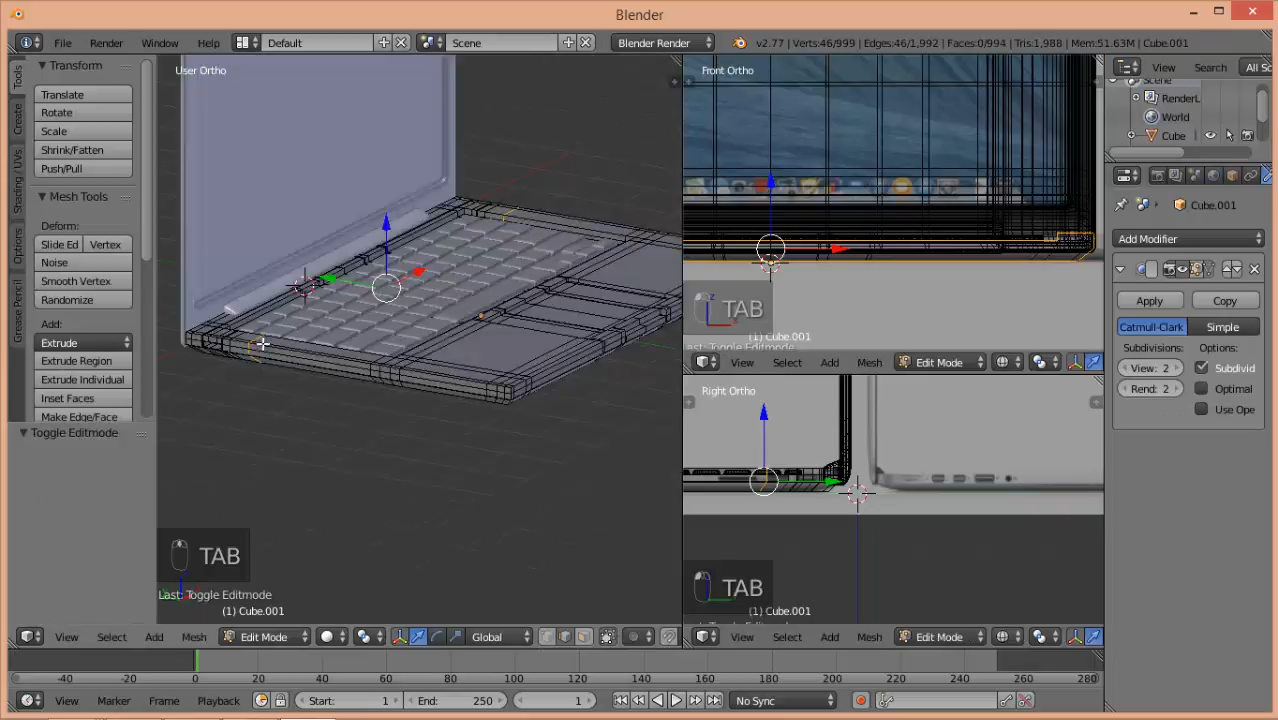 Blender
File Render Window Help Default Scene Blender Render v2.77 | Verts:46/999 | Edges:46/1,992 | Faces:0/994 | Tris:1,988 | Mem:51.63M | Cube.001
Tools
Create
Shading / UVs
Options
Grease Pencil
Transform
Translate
Rotate
Scale
Shrink/Fatten
Push/Pull
Mesh Tools
Deform:
Slide Ed Vertex
Noise
Smooth Vertex
Randomize
Add:
Extrude
Extrude Region
Extrude Individual
Inset Faces
Make Edge/Face
Toggle Editmode
User Ortho
TAB
Last: Toggle Editmode
(1) Cube.001
View Select Add Mesh Edit Mode Global
Front Ortho
TAB
(1) Cube.001
Last: Toggle Editmode
View Select Add Mesh Edit Mode
Right Ortho
TAB
(1) Cube.001
View Select Add Mesh Edit Mode
View Search All Sc
Scene
RenderL
World
Cube
Cube.001
Add Modifier
Apply Copy
Catmull-Clark Simple
Subdivisions: Options:
View: 2 Subdivid
Rend: 2 Optimal
Use Ope
-40 -20 0 20 40 60 80 100 120 140 160 180 200 220 240 260 280
View Marker Frame Playback Start: 1 End: 250 1 No Sync